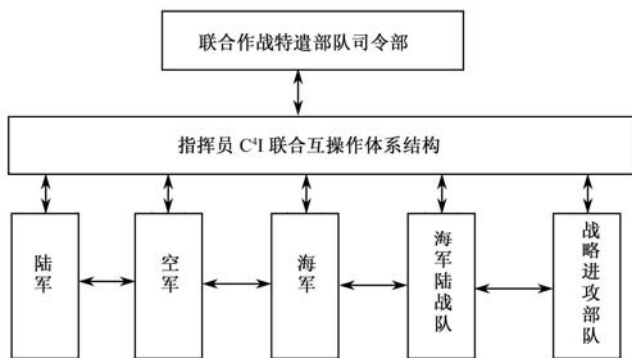 联合作战特遣部队司令部
指挥员 C⁴I 联合互操作体系结构
陆军
空军
海军
海军陆战队
战略进攻部队